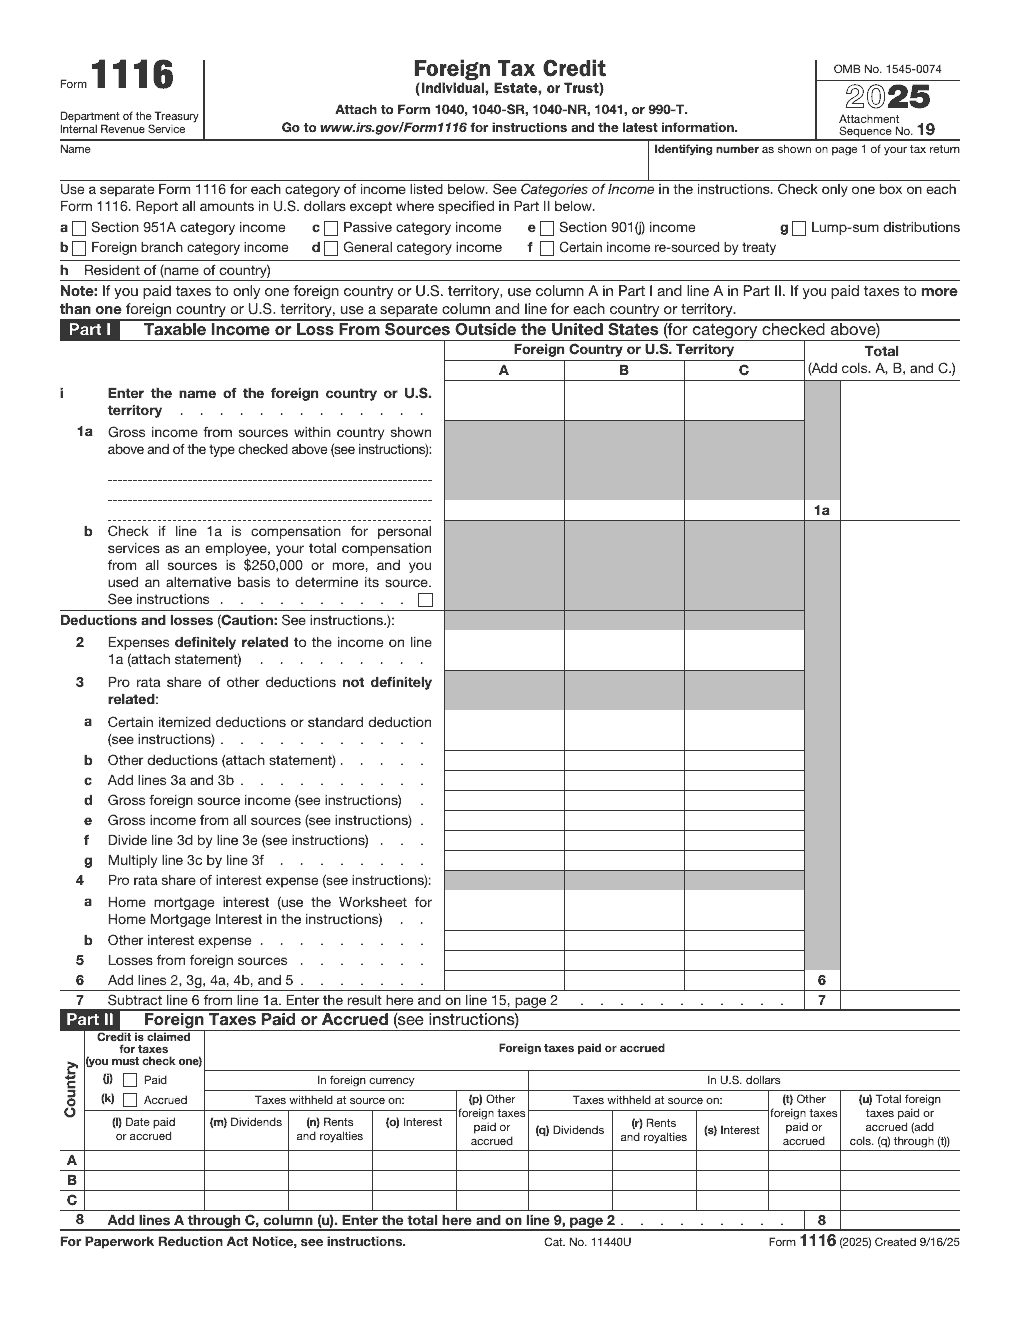 Form 1116
Department of the Treasury
Internal Revenue Service
Foreign Tax Credit
(Individual, Estate, or Trust)
Attach to Form 1040, 1040-SR, 1040-NR, 1041, or 990-T.
Go to www.irs.gov/Form1116 for instructions and the latest information.
OMB No. 1545-0074
2025
Attachment
Sequence No. 19
Name
Identifying number as shown on page 1 of your tax return
Use a separate Form 1116 for each category of income listed below. See Categories of Income in the instructions. Check only one box on each
Form 1116. Report all amounts in U.S. dollars except where specified in Part II below.
a Section 951A category income c Passive category income e Section 901(j) income g Lump-sum distributions
b Foreign branch category income d General category income f Certain income re-sourced by treaty
h Resident of (name of country)
Note: If you paid taxes to only one foreign country or U.S. territory, use column A in Part I and line A in Part II. If you paid taxes to more
than one foreign country or U.S. territory, use a separate column and line for each country or territory.
Part I Taxable Income or Loss From Sources Outside the United States (for category checked above)
Foreign Country or U.S. Territory
A B C
Total
(Add cols. A, B, and C.)
i Enter the name of the foreign country or U.S.
territory . . . . . . . . . . . . .
1a Gross income from sources within country shown
above and of the type checked above (see instructions):
1a
b Check if line 1a is compensation for personal
services as an employee, your total compensation
from all sources is $250,000 or more, and you
used an alternative basis to determine its source.
See instructions . . . . . . . . . .
Deductions and losses (Caution: See instructions.):
2 Expenses definitely related to the income on line
1a (attach statement) . . . . . . . . .
3 Pro rata share of other deductions not definitely
related:
a Certain itemized deductions or standard deduction
(see instructions) . . . . . . . . . . .
b Other deductions (attach statement) . . . . .
c Add lines 3a and 3b . . . . . . . . . .
d Gross foreign source income (see instructions) .
e Gross income from all sources (see instructions) .
f Divide line 3d by line 3e (see instructions) . . .
g Multiply line 3c by line 3f . . . . . . . .
4 Pro rata share of interest expense (see instructions):
a Home mortgage interest (use the Worksheet for
Home Mortgage Interest in the instructions) . .
b Other interest expense . . . . . . . . .
5 Losses from foreign sources . . . . . . .
6 Add lines 2, 3g, 4a, 4b, and 5 . . . . . . . 6
7 Subtract line 6 from line 1a. Enter the result here and on line 15, page 2 . . . . . . . . . . . 7
Part II Foreign Taxes Paid or Accrued (see instructions)
Country
Credit is claimed
for taxes
(you must check one)
(j) Paid
(k) Accrued
(l) Date paid
or accrued
Foreign taxes paid or accrued
In foreign currency
Taxes withheld at source on:
(m) Dividends
(n) Rents
and royalties
(o) Interest
(p) Other
foreign taxes
paid or
accrued
In U.S. dollars
Taxes withheld at source on:
(q) Dividends
(r) Rents
and royalties
(s) Interest
(t) Other
foreign taxes
paid or
accrued
(u) Total foreign
taxes paid or
accrued (add
cols. (q) through (t))
A
B
C
8 Add lines A through C, column (u). Enter the total here and on line 9, page 2 . . . . . . . . . 8
For Paperwork Reduction Act Notice, see instructions. Cat. No. 11440U Form 1116 (2025) Created 9/16/25